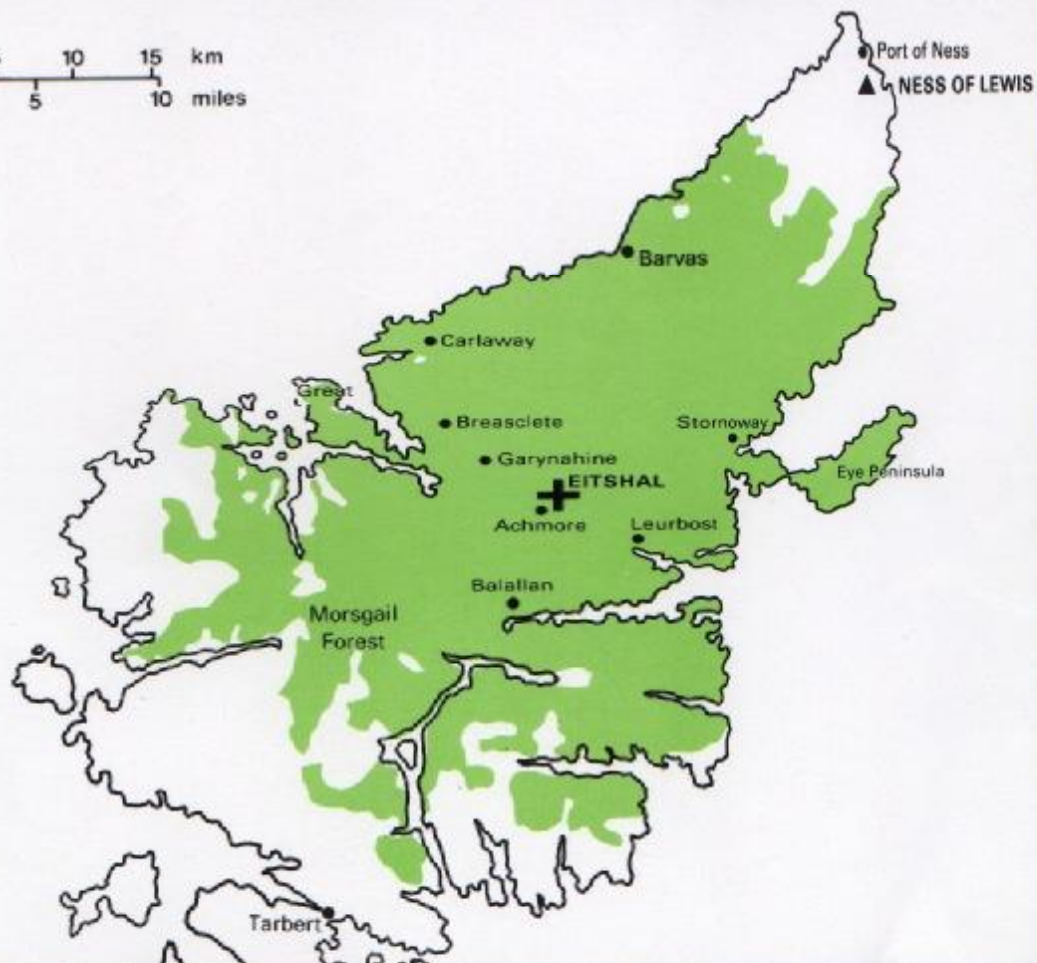 10 15 km
5 10 miles
Port of Ness
NESS OF LEWIS
Barvas
Carlaway
Great
Breasclete
Stornoway
Garynahine
Eye Peninsula
EITSHAL
Achmore
Leurbost
Balallan
Morsgail
Forest
Tarbert